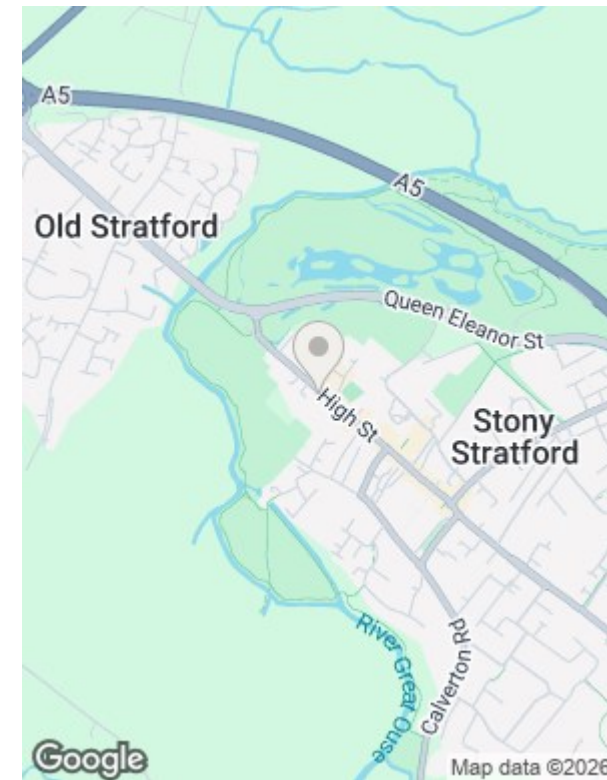 A5
A5
Old Stratford
Queen Eleanor St
High St
Stony
Stratford
River Great Ouse
Calverton Rd
Google
Map data ©2026